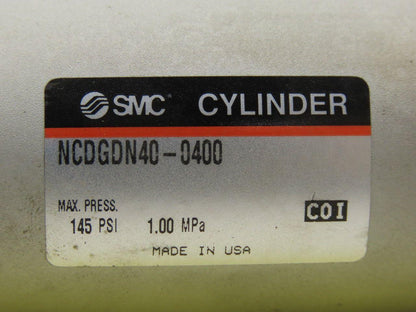 SMC CYLINDER
NCDGDN40-0400
MAX. PRESS.
145 PSI 1.00 MPa
COI
MADE IN USA